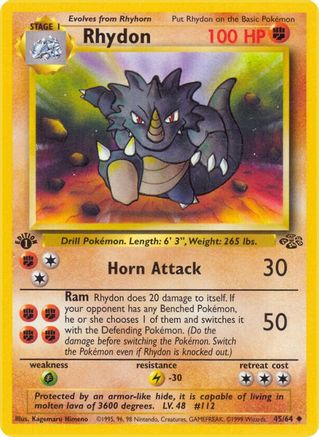 Evolves from Rhyhorn Put Rhydon on the Basic Pokémon
STAGE 1
Rhydon 100 HP
EDITION
1
Drill Pokémon. Length: 6' 3", Weight: 265 lbs.
Horn Attack 30
Ram Rhydon does 20 damage to itself. If
your opponent has any Benched Pokémon,
he or she chooses 1 of them and switches it
with the Defending Pokémon. (Do the
damage before switching the Pokémon. Switch
the Pokémon even if Rhydon is knocked out.)
50
weakness resistance retreat cost
-30
Protected by an armor-like hide, it is capable of living in
molten lava of 3600 degrees. LV. 48 #112
Illus. Kagemaru Himeno ©1995, 96, 98 Nintendo, Creatures, GAMEFREAK. ©1999 Wizards. 45/64